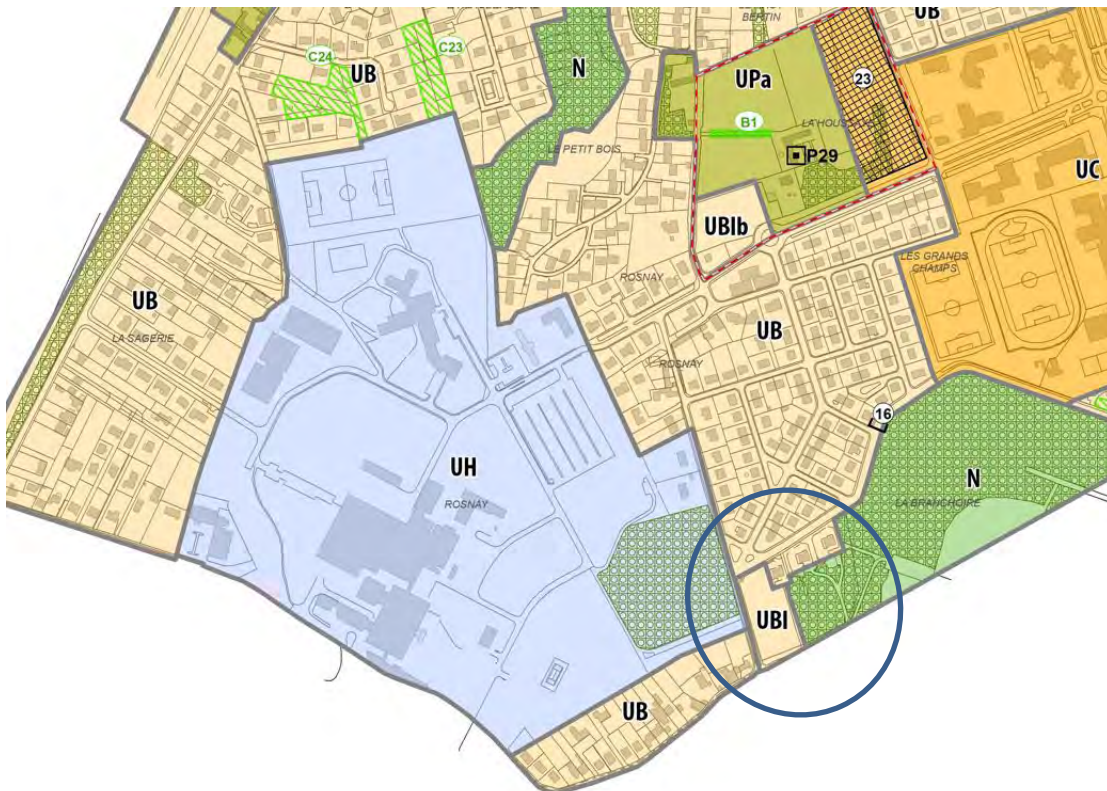 BERTIN
UB
C23
C24
UB
N
UPa
23
B1
LA HOUSSAYE
LE PETIT BOIS
P29
UC
UBIb
LES GRANDS
CHAMPS
ROSNAY
UB
UB
LA SAGERIE
ROSNAY
16
UH
N
ROSNAY
LA BRANCHOIRE
UBI
UB